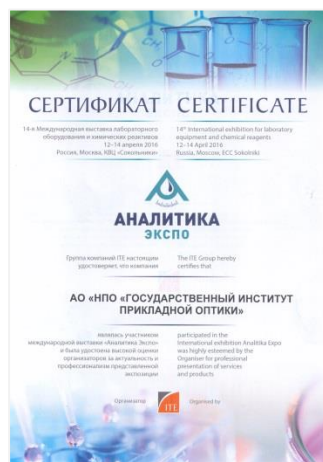 СЕРТИФИКАТ CERTIFICATE
14-я Международная выставка лабораторного
оборудования и химических реактивов
12–14 апреля 2016
Россия, Москва, КВЦ «Сокольники»
14th International exhibition for laboratory
equipment and chemical reagents
12–14 April 2016
Russia, Moscow, ECC Sokolniki
АНАЛИТИКА
ЭКСПО
Группа компаний ITE настоящим
удостоверяет, что компания
The ITE Group hereby
certifies that
АО «НПО «ГОСУДАРСТВЕННЫЙ ИНСТИТУТ
ПРИКЛАДНОЙ ОПТИКИ»
являлась участником
международной выставки «Аналитика Экспо»
и была удостоена высокой оценки
организаторов за актуальность и
профессионализм представленной
экспозиции
participated in the
International exhibition Analitika Expo
was highly esteemed by the
Organiser for professional
presentation of services
and products
Организатор
ITE
Organised by